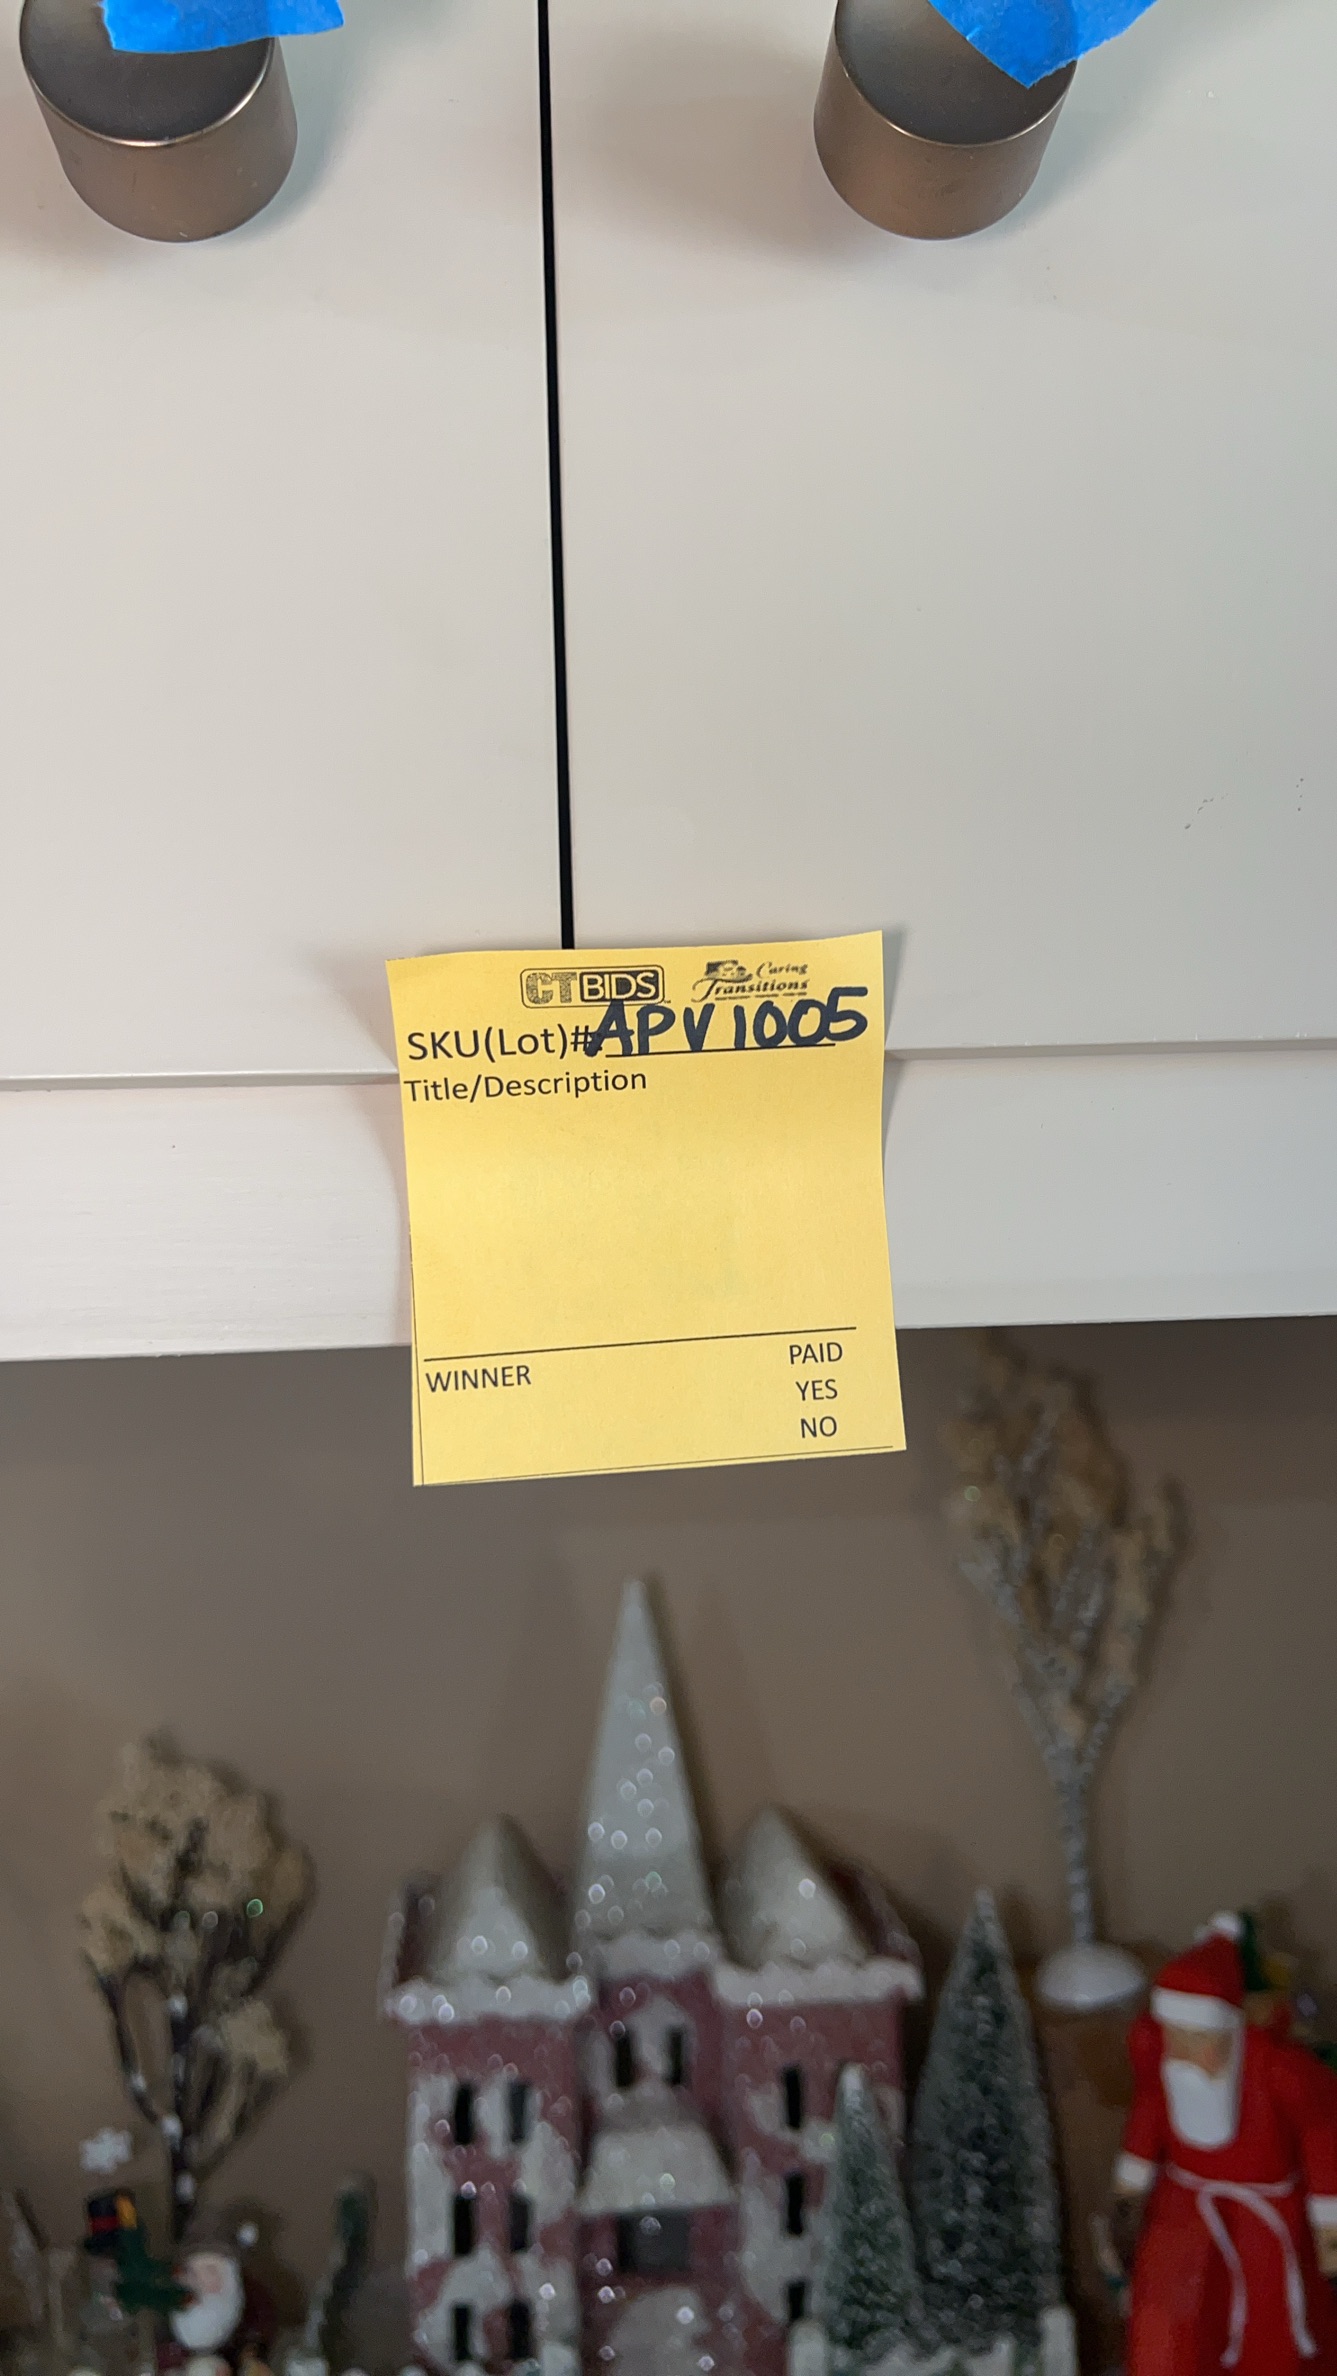 CTBIDS Caring Transitions
SKU(Lot)# APV1005
Title/Description
WINNER PAID
YES
NO